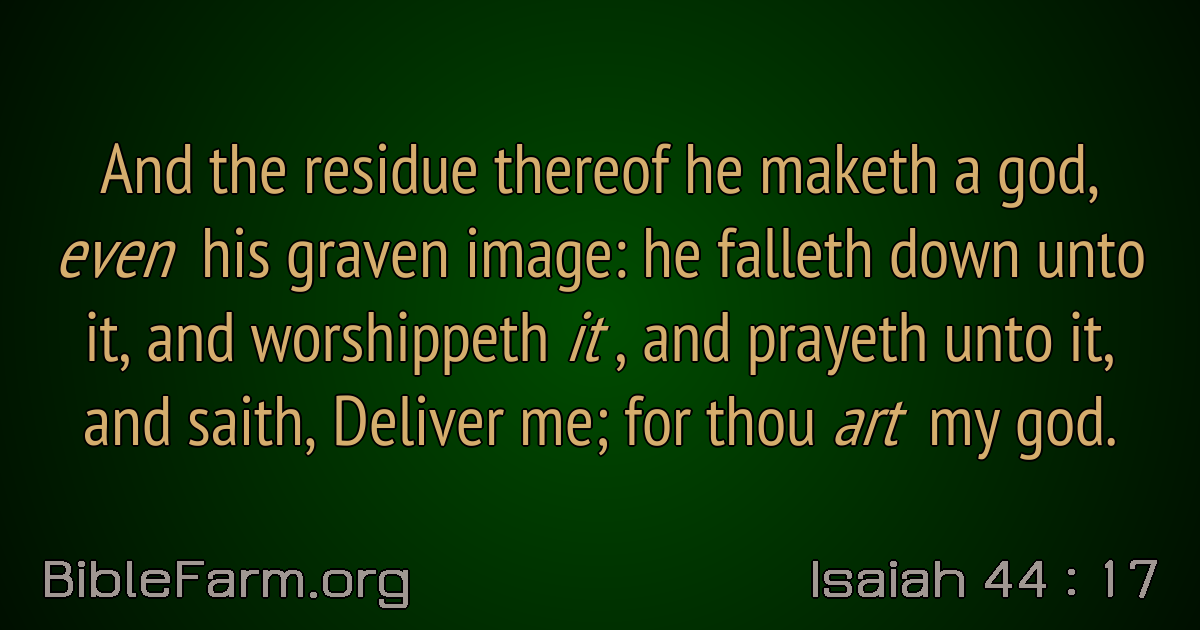 And the residue thereof he maketh a god,
even his graven image: he falleth down unto
it, and worshippeth it , and prayeth unto it,
and saith, Deliver me; for thou art my god.
BibleFarm.org
Isaiah 44 : 17